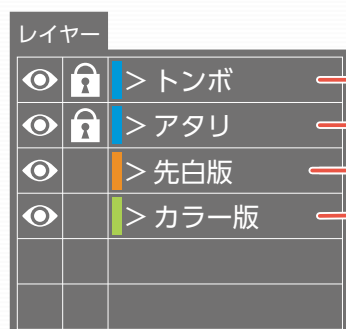 レイヤー
> トンボ
> アタリ
> 先白版
> カラー版